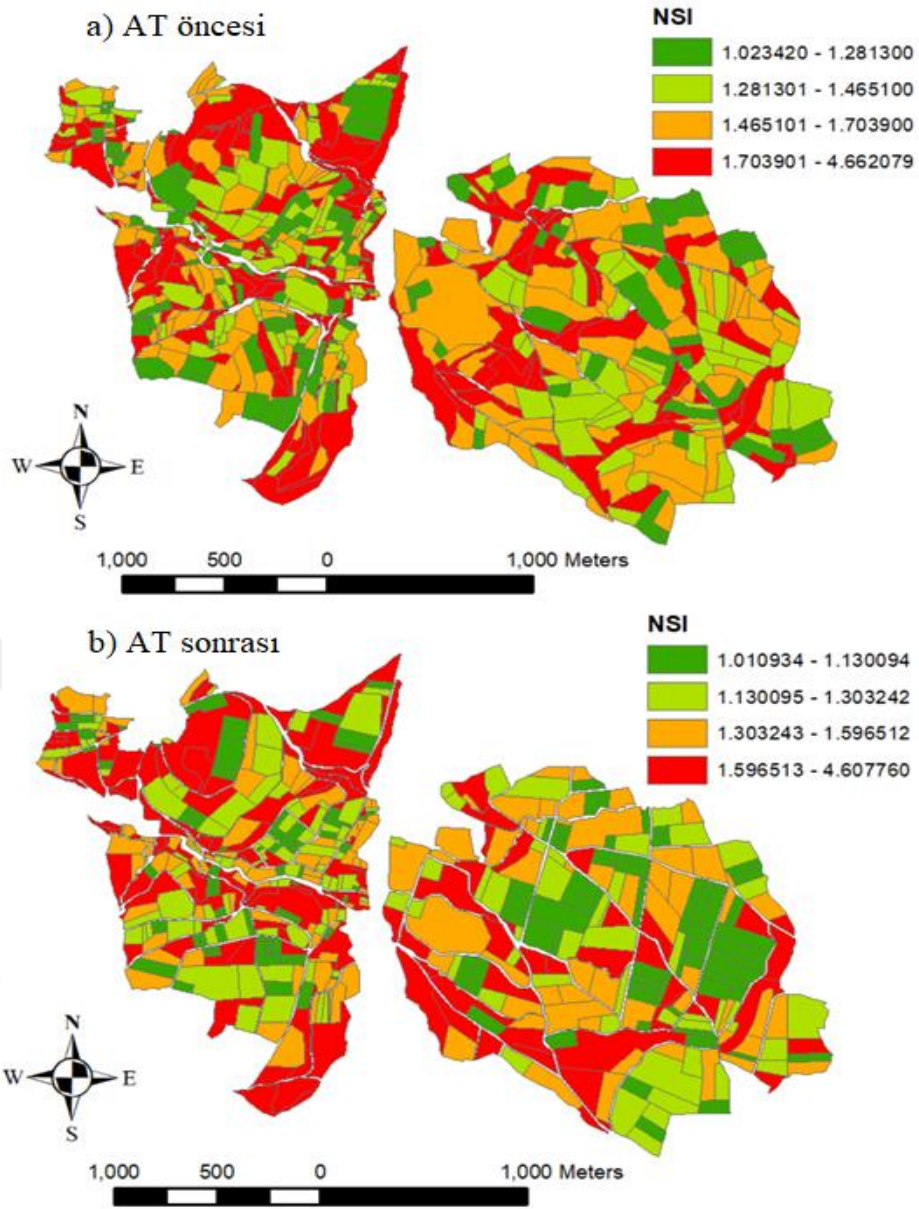 a) AT öncesi
NSI
1.023420 - 1.281300
1.281301 - 1.465100
1.465101 - 1.703900
1.703901 - 4.662079
N
W E
S
1,000 500 0 1,000 Meters
b) AT sonrası
NSI
1.010934 - 1.130094
1.130095 - 1.303242
1.303243 - 1.596512
1.596513 - 4.607760
N
W E
S
1,000 500 0 1,000 Meters